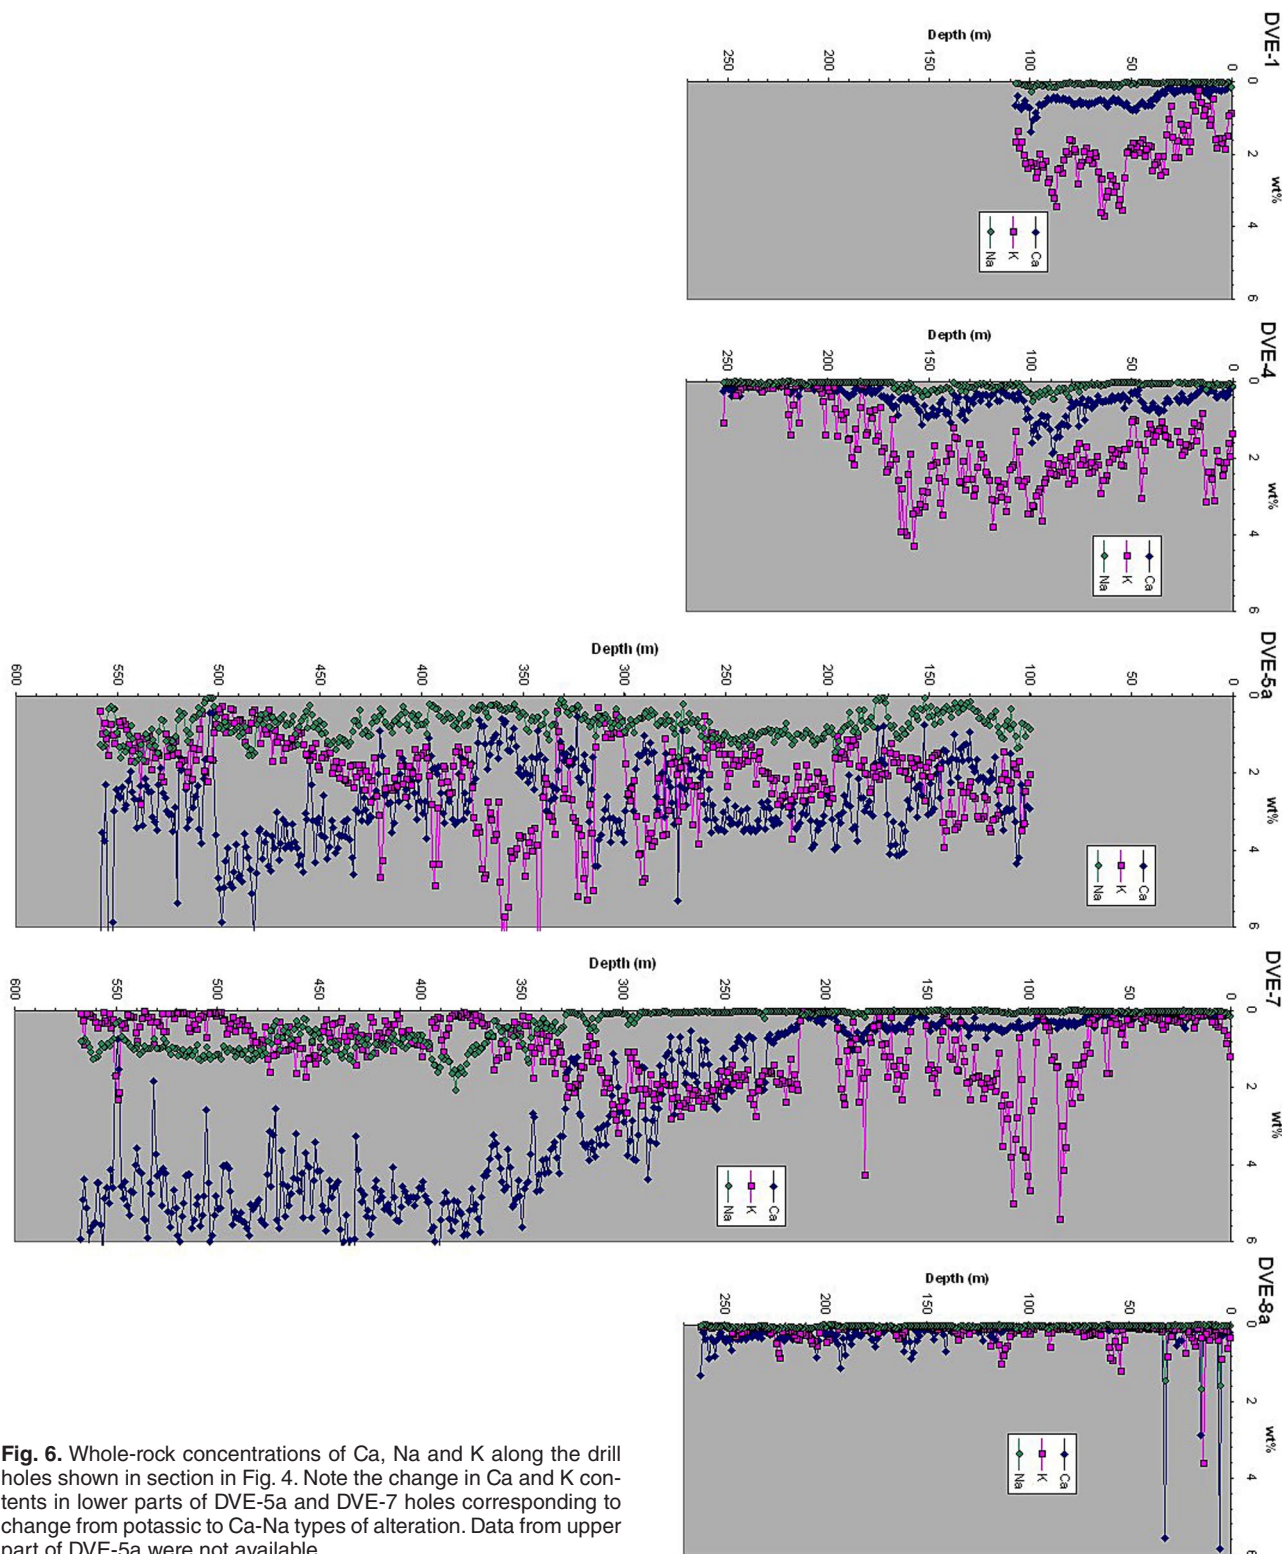 DVE-1
Depth (m)
250
200
150
100
50
0
0
2
4
6
wt%
Ca
K
Na
DVE-4
Depth (m)
250
200
150
100
50
0
0
2
4
6
wt%
Ca
K
Na
DVE-5a
Depth (m)
600
550
500
450
400
350
300
250
200
150
100
50
0
0
2
4
6
wt%
Ca
K
Na
DVE-7
Depth (m)
600
550
500
450
400
350
300
250
200
150
100
50
0
0
2
4
6
wt%
Ca
K
Na
DVE-8a
Depth (m)
250
200
150
100
50
0
0
2
4
6
wt%
Ca
K
Na
Fig. 6. Whole-rock concentrations of Ca, Na and K along the drill
holes shown in section in Fig. 4. Note the change in Ca and K con-
tents in lower parts of DVE-5a and DVE-7 holes corresponding to
change from potassic to Ca-Na types of alteration. Data from upper
part of DVE-5a were not available.